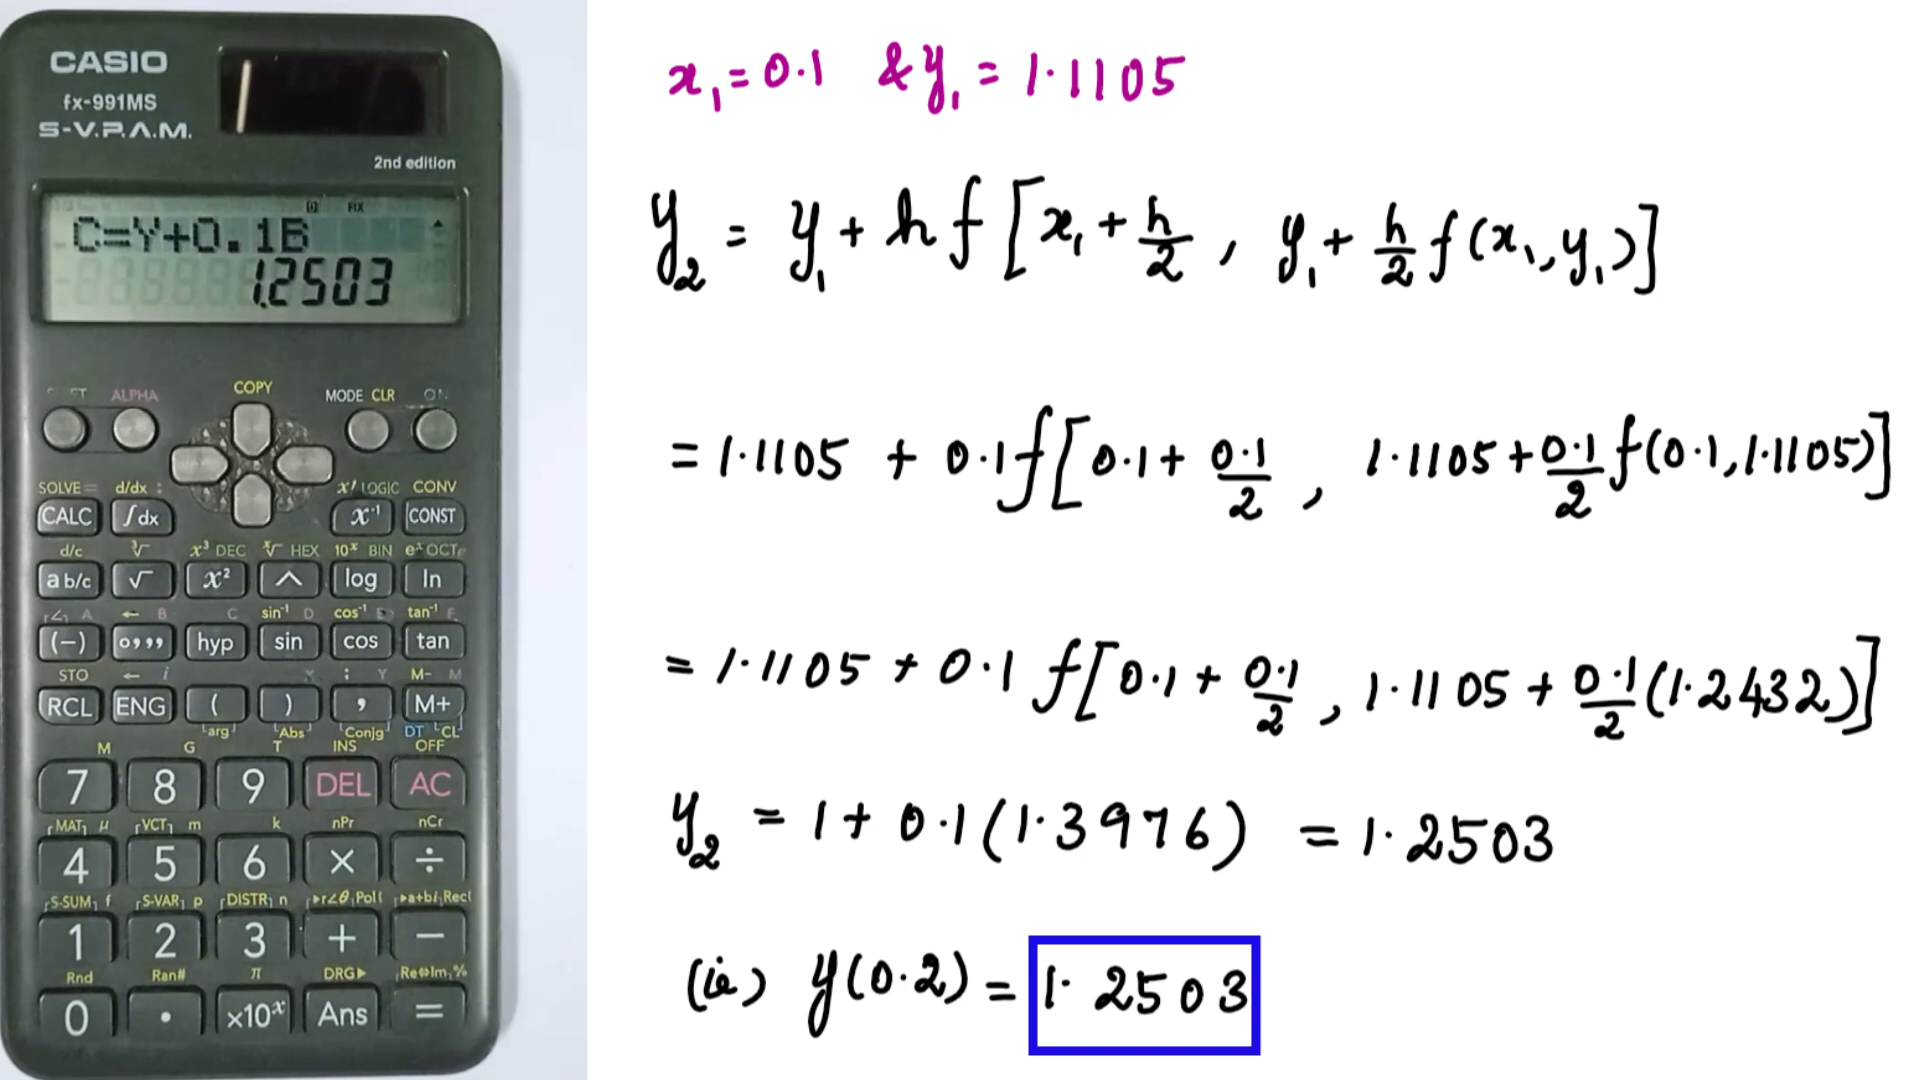 CASIO
fx-991MS
S-V.P.A.M.
2nd edition
D FIX
C=Y+0.1B
1.2503
COPY
ALPHA MODE CLR ON
SOLVE = d/dx : x! LOGIC CONV
CALC ∫dx x⁻¹ CONST
d/c ³√ x³ DEC ˣ√ HEX 10ˣ BIN eˣ OCT e
a b/c √ x² ^ log ln
∠ A ← B C sin⁻¹ D cos⁻¹ E tan⁻¹ F
(−) o,,, hyp sin cos tan
STO ← i X ; Y M- M
RCL ENG ( ) , M+
arg Abs Conjg DT CL
M G T INS OFF
7 8 9 DEL AC
MAT μ VCT m k nPr nCr
4 5 6 × ÷
S-SUM f S-VAR p DISTR n ▸r∠θ Pol( ▸a+bi Rec(
1 2 3 + −
Rnd Ran# π DRG▸ Re⇔Im %
0 . ×10ˣ Ans =
x₁ = 0.1 & y₁ = 1.1105
y₂ = y₁ + h f [x₁ + h/2 , y₁ + h/2 f(x₁, y₁)]
= 1.1105 + 0.1 f[0.1 + 0.1/2 , 1.1105 + 0.1/2 f(0.1, 1.1105)]
= 1.1105 + 0.1 f[0.1 + 0.1/2 , 1.1105 + 0.1/2 (1.2432)]
y₂ = 1 + 0.1(1.3976) = 1.2503
(ie) y(0.2) = 1.2503